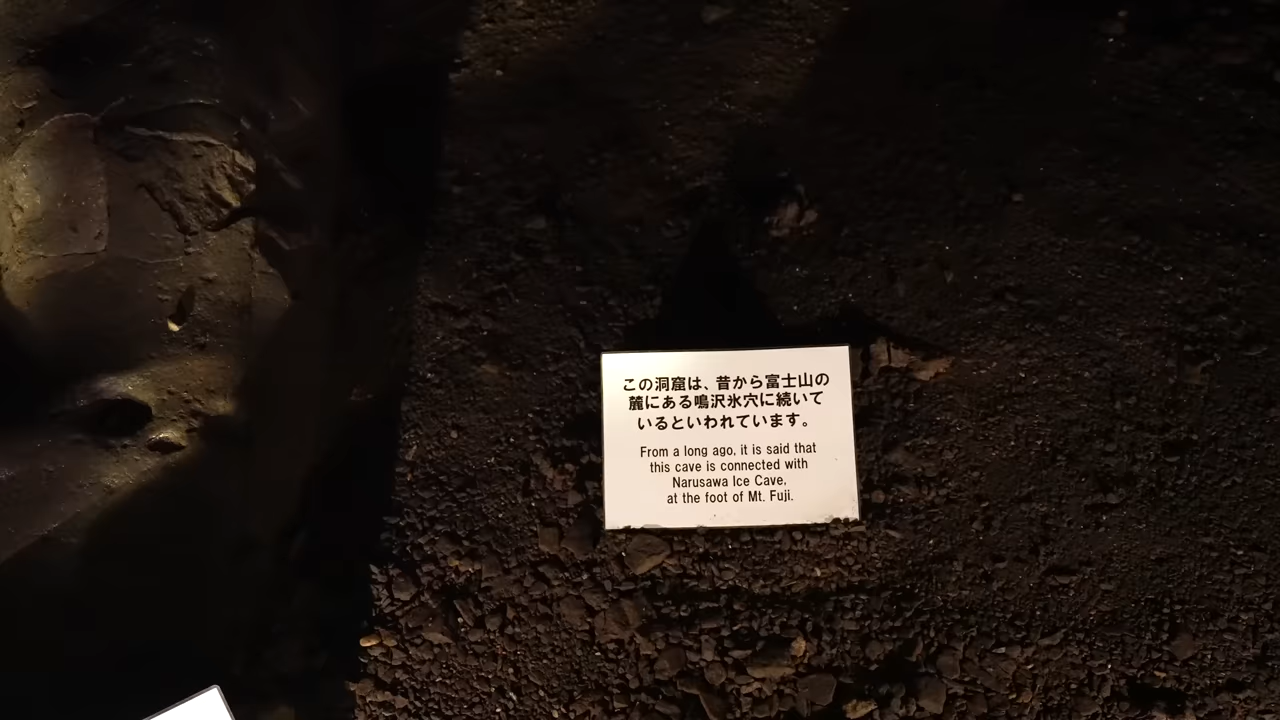 この洞窟は、昔から富士山の
麓にある鳴沢氷穴に続いて
いるといわれています。
From a long ago, it is said that
this cave is connected with
Narusawa Ice Cave,
at the foot of Mt. Fuji.